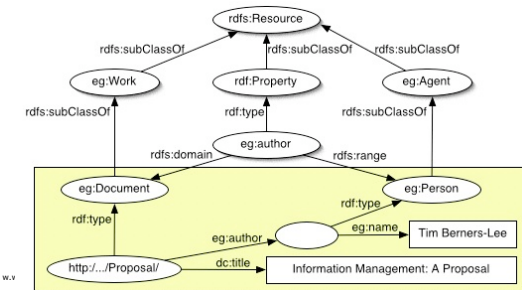 rdfs:Resource
rdfs:subClassOf
rdfs:subClassOf
rdfs:subClassOf
eg:Work
rdf:Property
eg:Agent
rdfs:subClassOf
rdf:type
rdfs:subClassOf
eg:author
rdfs:domain
rdfs:range
eg:Document
eg:Person
rdf:type
rdf:type
eg:author
eg:name
Tim Berners-Lee
http:/.../Proposal/
dc:title
Information Management: A Proposal